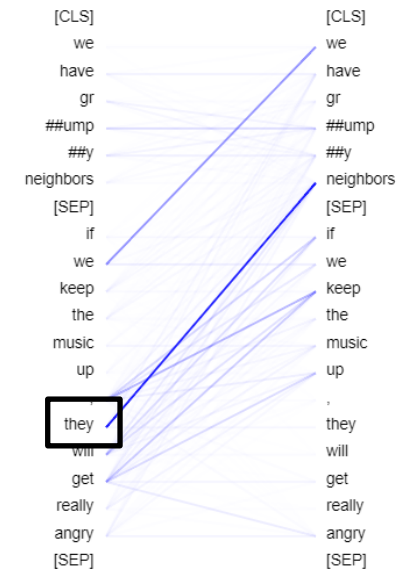 [CLS] [CLS]
we we
have have
gr gr
##ump ##ump
##y ##y
neighbors neighbors
[SEP] [SEP]
if if
we we
keep keep
the the
music music
up up
, ,
they they
will will
get get
really really
angry angry
[SEP] [SEP]